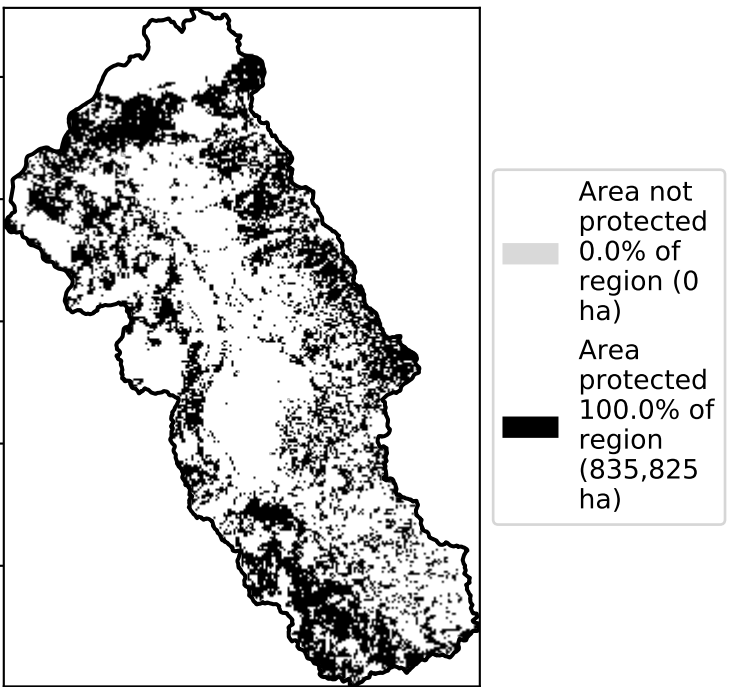 Area not
protected
0.0% of
region (0
ha)
Area
protected
100.0% of
region
(835,825
ha)